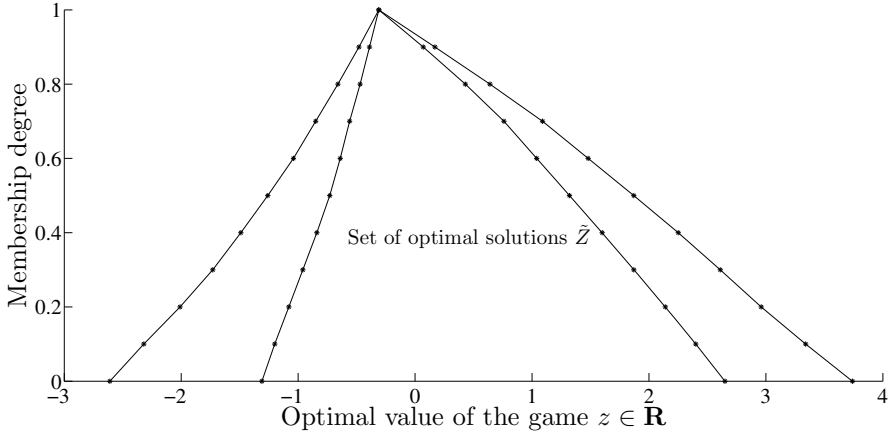 1
0.8
0.6
0.4
0.2
0
Membership degree
Set of optimal solutions Z̃
−3 −2 −1 0 1 2 3 4
Optimal value of the game z ∈ R